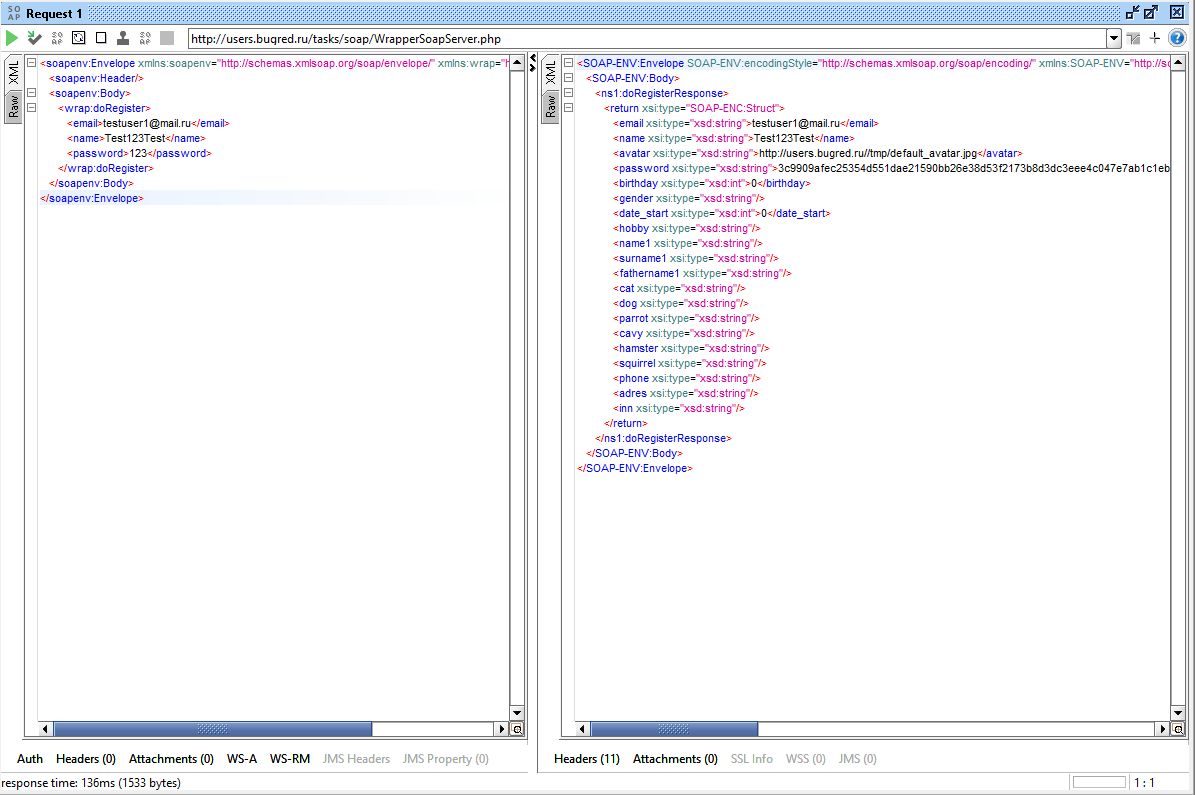 SO
AP
Request 1
SO
AP
SO
AP
http://users.bugred.ru/tasks/soap/WrapperSoapServer.php
XML
Raw
<soapenv:Envelope xmlns:soapenv="http://schemas.xmlsoap.org/soap/envelope/" xmlns:wrap="h
<soapenv:Header/>
<soapenv:Body>
<wrap:doRegister>
<email>testuser1@mail.ru</email>
<name>Test123Test</name>
<password>123</password>
</wrap:doRegister>
</soapenv:Body>
</soapenv:Envelope>
XML
Raw
<SOAP-ENV:Envelope SOAP-ENV:encodingStyle="http://schemas.xmlsoap.org/soap/encoding/" xmlns:SOAP-ENV="http://sc
<SOAP-ENV:Body>
<ns1:doRegisterResponse>
<return xsi:type="SOAP-ENC:Struct">
<email xsi:type="xsd:string">testuser1@mail.ru</email>
<name xsi:type="xsd:string">Test123Test</name>
<avatar xsi:type="xsd:string">http://users.bugred.ru//tmp/default_avatar.jpg</avatar>
<password xsi:type="xsd:string">3c9909afec25354d551dae21590bb26e38d53f2173b8d3dc3eee4c047e7ab1c1eb
<birthday xsi:type="xsd:int">0</birthday>
<gender xsi:type="xsd:string"/>
<date_start xsi:type="xsd:int">0</date_start>
<hobby xsi:type="xsd:string"/>
<name1 xsi:type="xsd:string"/>
<surname1 xsi:type="xsd:string"/>
<fathername1 xsi:type="xsd:string"/>
<cat xsi:type="xsd:string"/>
<dog xsi:type="xsd:string"/>
<parrot xsi:type="xsd:string"/>
<cavy xsi:type="xsd:string"/>
<hamster xsi:type="xsd:string"/>
<squirrel xsi:type="xsd:string"/>
<phone xsi:type="xsd:string"/>
<adres xsi:type="xsd:string"/>
<inn xsi:type="xsd:string"/>
</return>
</ns1:doRegisterResponse>
</SOAP-ENV:Body>
</SOAP-ENV:Envelope>
Auth Headers (0) Attachments (0) WS-A WS-RM JMS Headers JMS Property (0)
Headers (11) Attachments (0) SSL Info WSS (0) JMS (0)
response time: 136ms (1533 bytes)
1 : 1